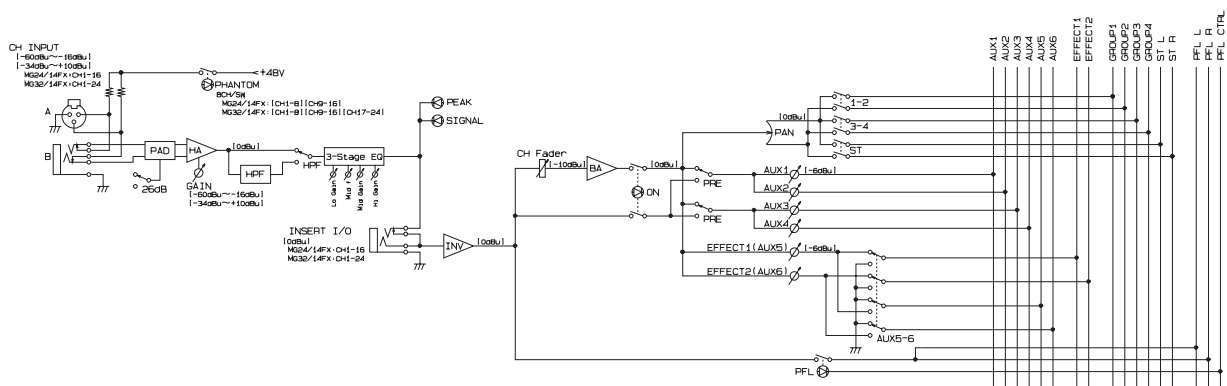 CH INPUT
[-60dBu~-16dBu]
[-34dBu~+10dBu]
MG24/14FX:CH1-16
MG32/14FX:CH1-24
A
B
+48V
PHANTOM
8CH/SW
MG24/14FX:[CH1-8][CH9-16]
MG32/14FX:[CH1-8][CH9-16][CH17-24]
PAD
26dB
HA
GAIN
[-60dBu~-16dBu]
[-34dBu~+10dBu]
[0dBu]
HPF
HPF
3-Stage EQ
Lo Gain
Mid f
Mid Gain
Hi Gain
PEAK
SIGNAL
INSERT I/O
[0dBu]
MG24/14FX:CH1-16
MG32/14FX:CH1-24
INV
[0dBu]
CH Fader
[-10dBu]
BA
[0dBu]
ON
PRE
PRE
[0dBu]
PAN
1-2
3-4
ST
AUX1
[-6dBu]
AUX2
AUX3
AUX4
EFFECT1(AUX5)
[-6dBu]
EFFECT2(AUX6)
AUX5-6
PFL
AUX1
AUX2
AUX3
AUX4
AUX5
AUX6
EFFECT1
EFFECT2
GROUP1
GROUP2
GROUP3
GROUP4
ST L
ST R
PFL L
PFL R
PFL CTRL